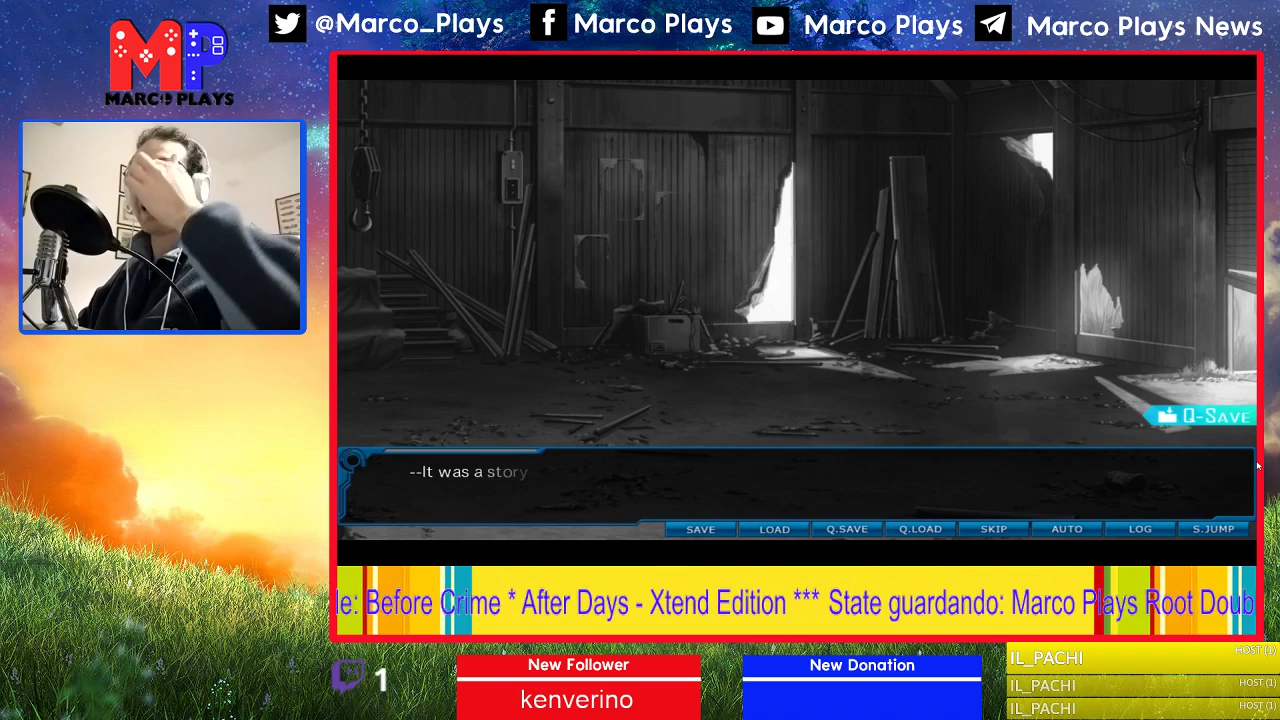 @Marco_Plays
Marco Plays
Marco Plays
Marco Plays News
MP
MARCO PLAYS
Q-SAVE
--It was a story
SAVE
LOAD
Q.SAVE
Q.LOAD
SKIP
AUTO
LOG
S.JUMP
le: Before Crime * After Days - Xtend Edition *** State guardando: Marco Plays Root Doub
1
New Follower
kenverino
New Donation
IL_PACHI
HOST (1)
IL_PACHI
HOST (1)
IL_PACHI
HOST (1)